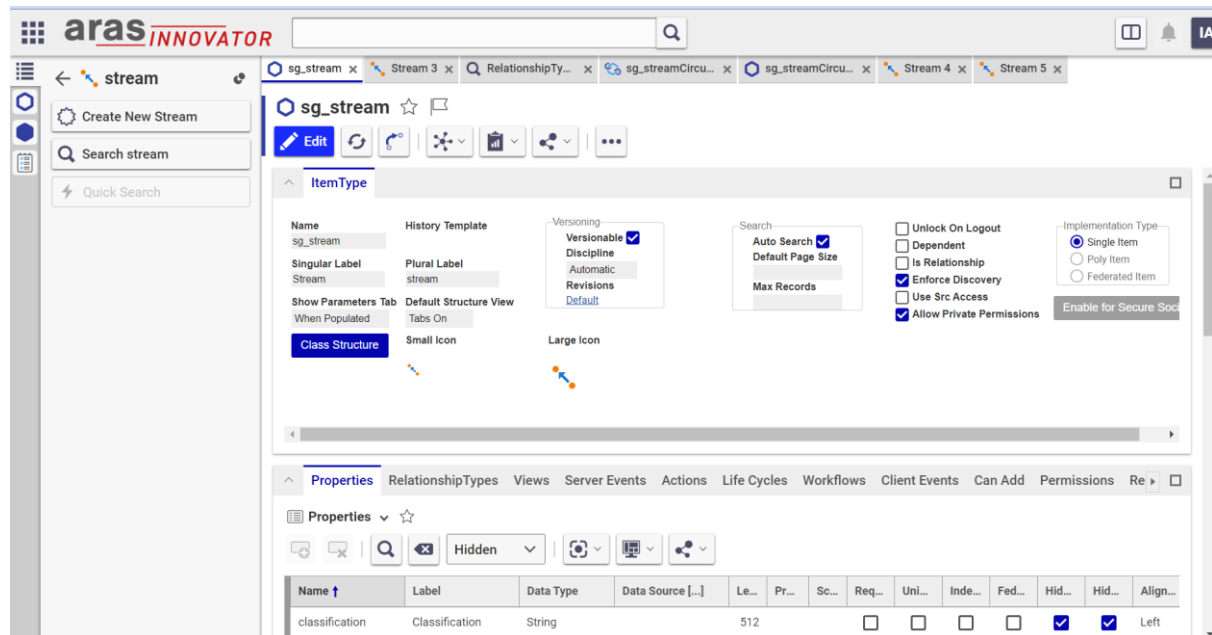 aras INNOVATOR
IA
stream
Create New Stream
Search stream
Quick Search
sg_stream x Stream 3 x RelationshipTy... x sg_streamCircu... x sg_streamCircu... x Stream 4 x Stream 5 x
sg_stream
Edit
ItemType
Name
sg_stream
History Template
Singular Label
Stream
Plural Label
stream
Show Parameters Tab
When Populated
Default Structure View
Tabs On
Class Structure
Small Icon
Large Icon
Versioning
Versionable
Discipline
Automatic
Revisions
Default
Search
Auto Search
Default Page Size
Max Records
Unlock On Logout
Dependent
Is Relationship
Enforce Discovery
Use Src Access
Allow Private Permissions
Implementation Type
Single Item
Poly Item
Federated Item
Enable for Secure Soci
Properties RelationshipTypes Views Server Events Actions Life Cycles Workflows Client Events Can Add Permissions Re
Properties
Hidden
Name Label Data Type Data Source [...] Le... Pr... Sc... Req... Uni... Inde... Fed... Hid... Hid... Align...
classification Classification String 512 Left